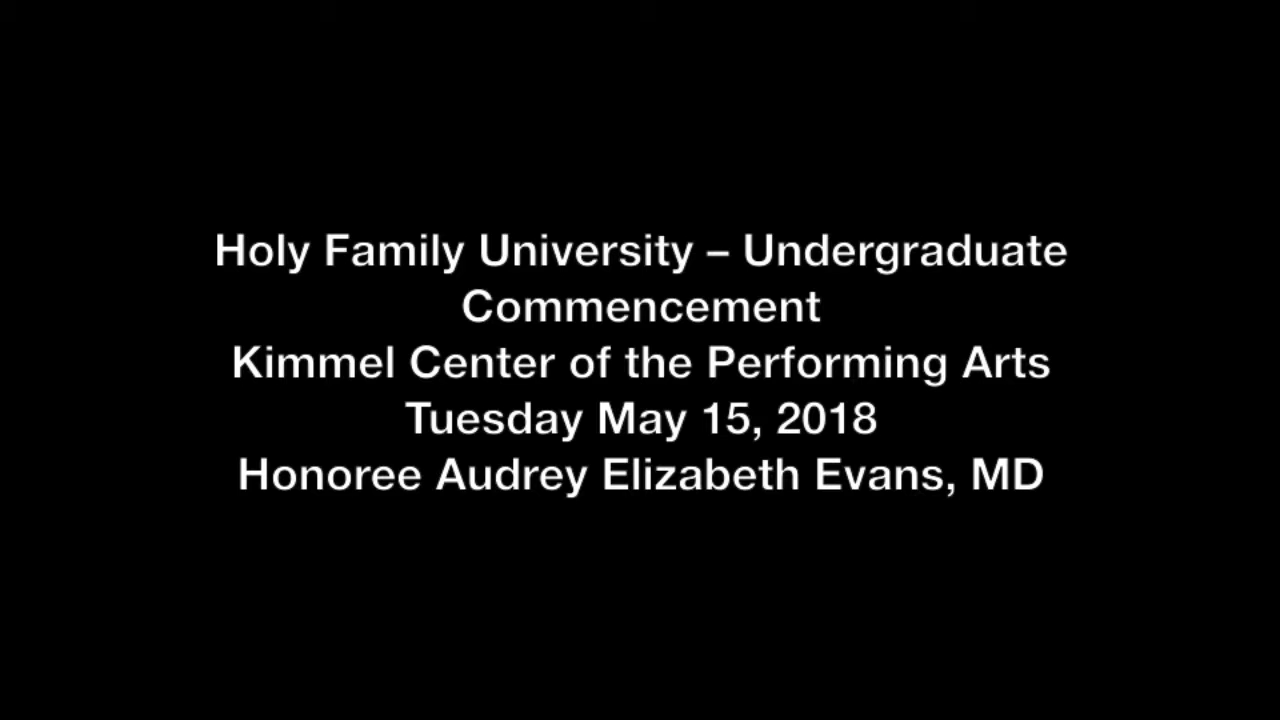 Holy Family University – Undergraduate
Commencement
Kimmel Center of the Performing Arts
Tuesday May 15, 2018
Honoree Audrey Elizabeth Evans, MD